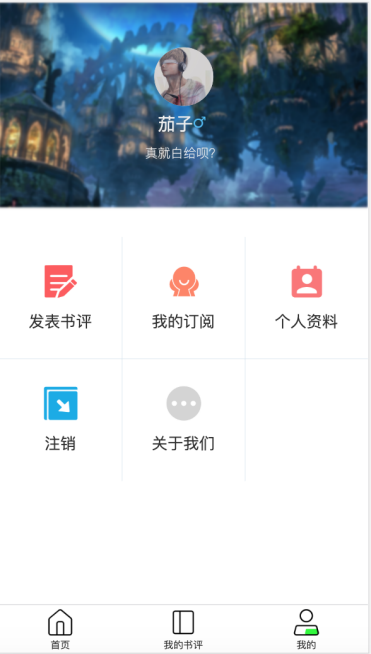 茄子♂
真就白给呗?
发表书评
我的订阅
个人资料
注销
关于我们
首页
我的书评
我的